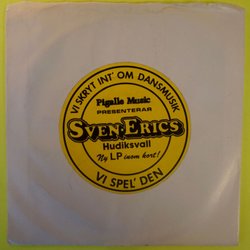 VI SKRYT INT' OM DANSMUSIK
Pigalle Music
PRESENTERAR
SVEN ERICS
Hudiksvall
Ny LP inom kort!
VI SPEL' DEN